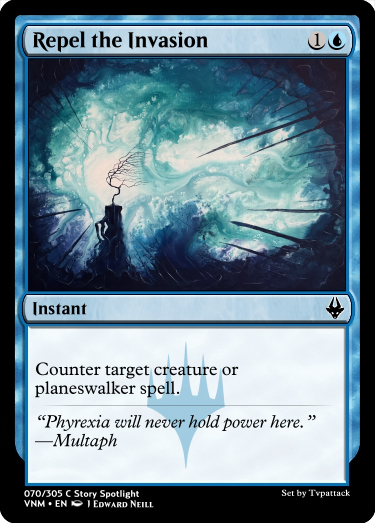 Repel the Invasion 1
Instant
Counter target creature or
planeswalker spell.
“Phyrexia will never hold power here.”
—Multaph
070/305 C Story Spotlight
Set by Tvpattack
VNM • EN J Edward Neill